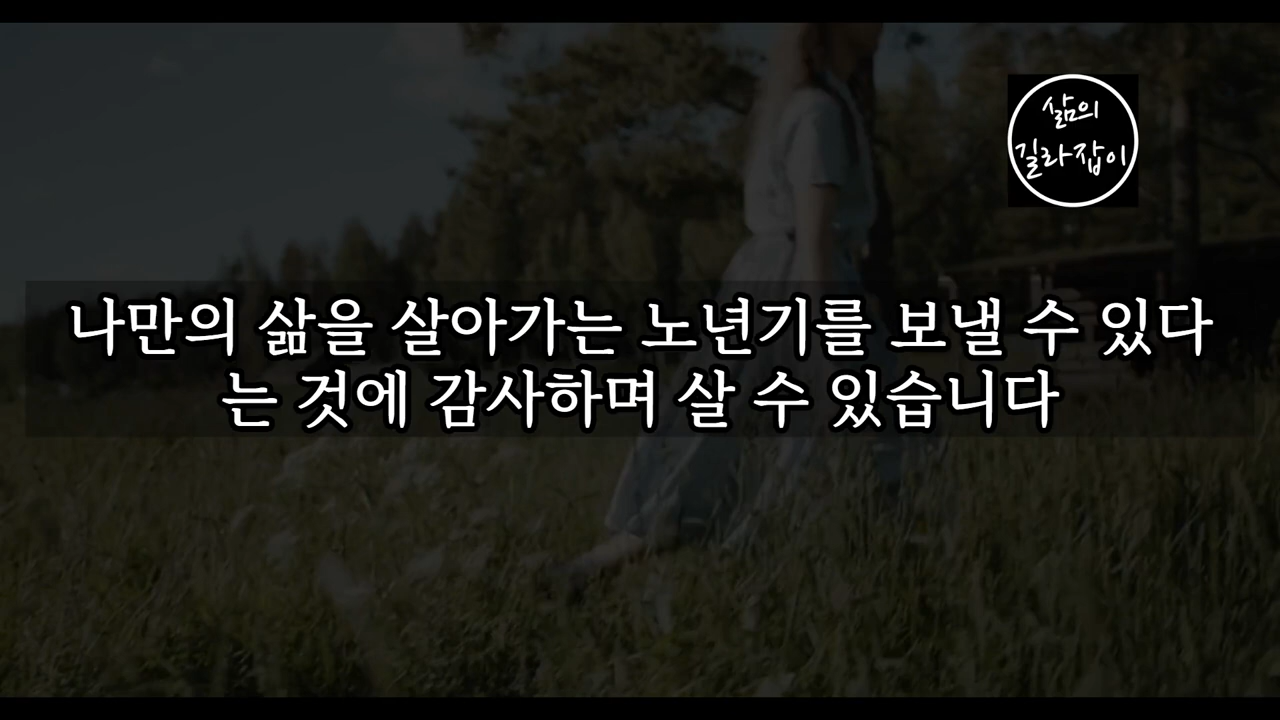 삶의
길라잡이
나만의 삶을 살아가는 노년기를 보낼 수 있다
는 것에 감사하며 살 수 있습니다